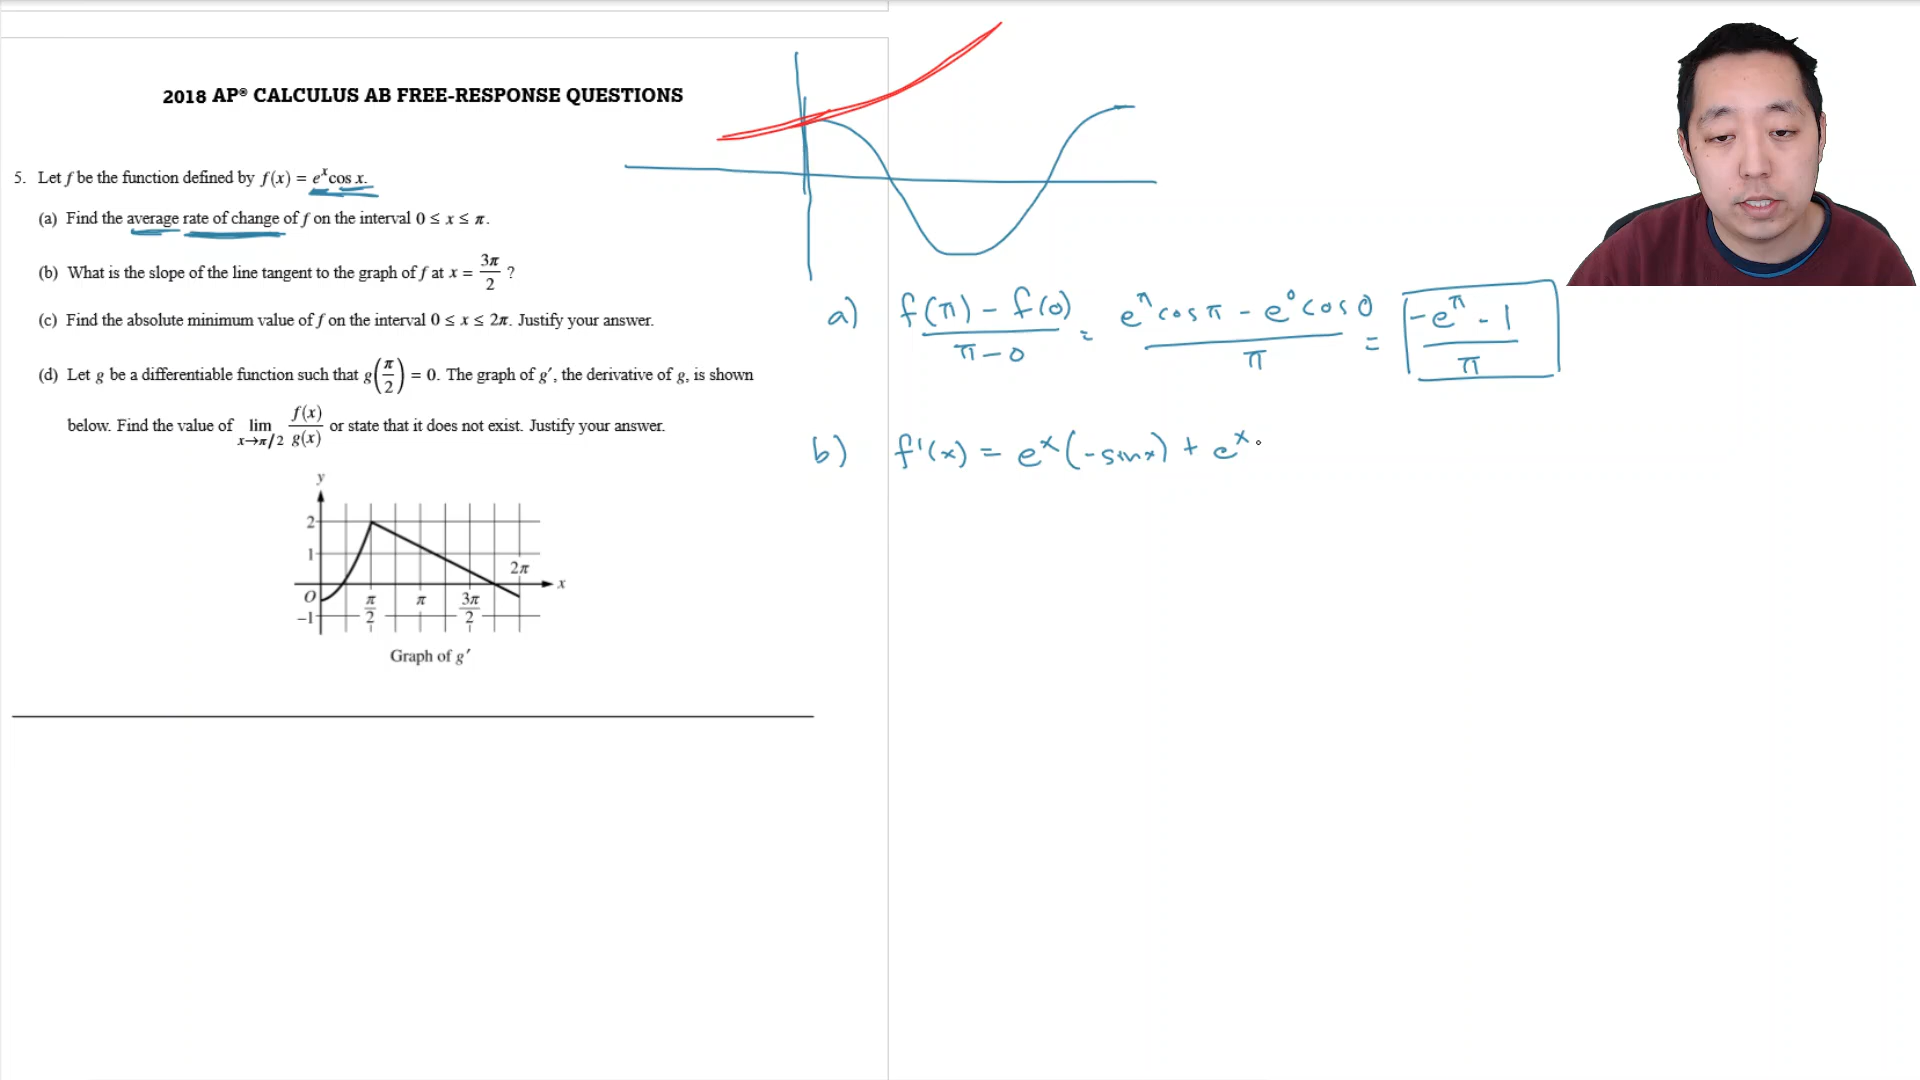 2018 AP® CALCULUS AB FREE-RESPONSE QUESTIONS
5. Let f be the function defined by f(x) = eˣ cos x.
(a) Find the average rate of change of f on the interval 0 ≤ x ≤ π.
(b) What is the slope of the line tangent to the graph of f at x = 3π/2 ?
(c) Find the absolute minimum value of f on the interval 0 ≤ x ≤ 2π. Justify your answer.
(d) Let g be a differentiable function such that g(π/2) = 0. The graph of g′, the derivative of g, is shown
below. Find the value of lim x→π/2 f(x)/g(x) or state that it does not exist. Justify your answer.
y
2
1
2π
x
O
π/2
π
3π/2
−1
Graph of g′
a) f(π) - f(0) / π - 0 = e^π cos π - e^0 cos 0 / π = -e^π - 1 / π
b) f'(x) = eˣ(-sin x) + eˣ·